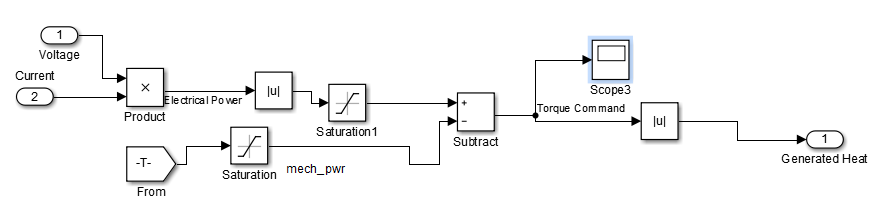 1
Voltage
Current
2
×
Product
Electrical Power
|u|
Saturation1
-T-
From
Saturation
mech_pwr
+
−
Subtract
Scope3
Torque Command
|u|
1
Generated Heat